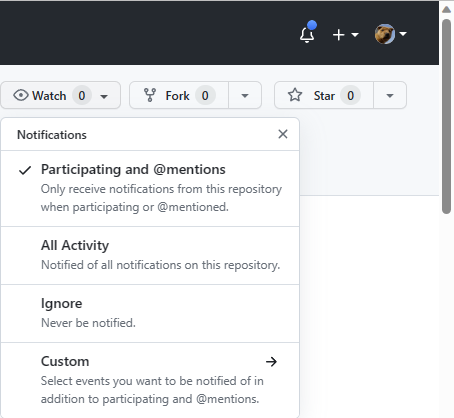 Watch 0
Fork 0
Star 0
Notifications
Participating and @mentions
Only receive notifications from this repository
when participating or @mentioned.
All Activity
Notified of all notifications on this repository.
Ignore
Never be notified.
Custom
Select events you want to be notified of in
addition to participating and @mentions.